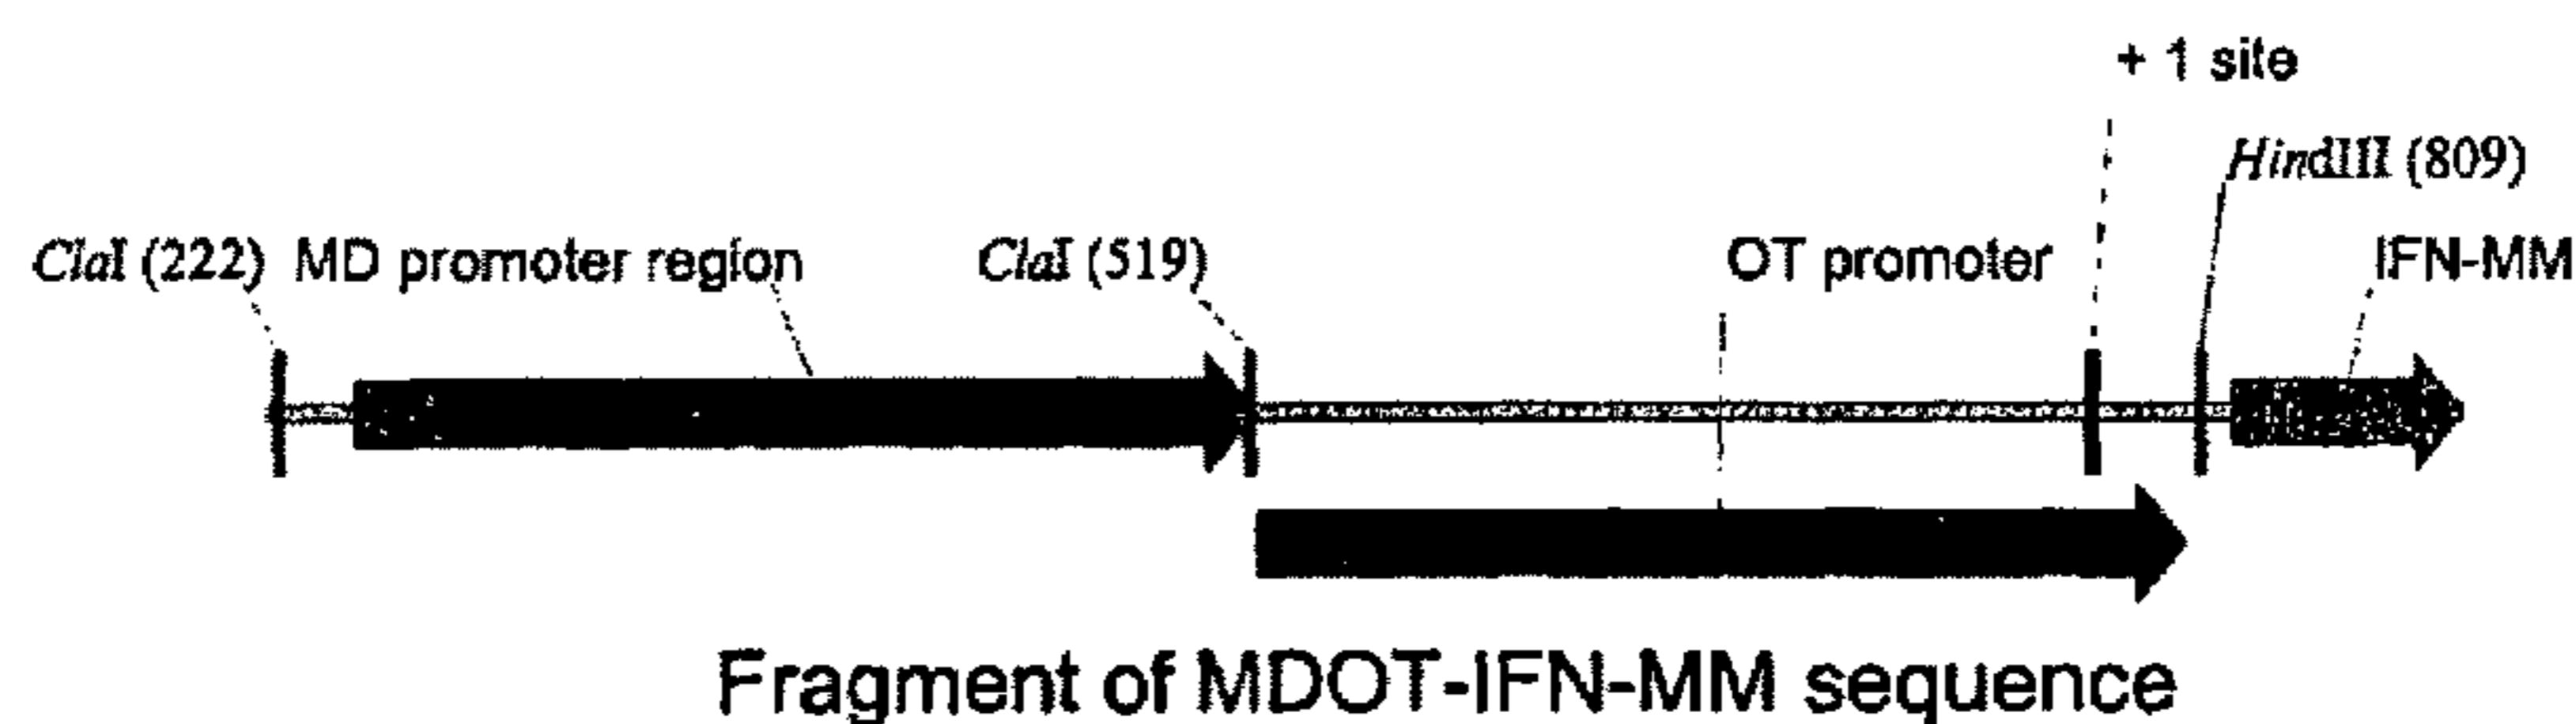 + 1 site
HindIII (809)
ClaI (222) MD promoter region ClaI (519) OT promoter IFN-MM
Fragment of MDOT-IFN-MM sequence